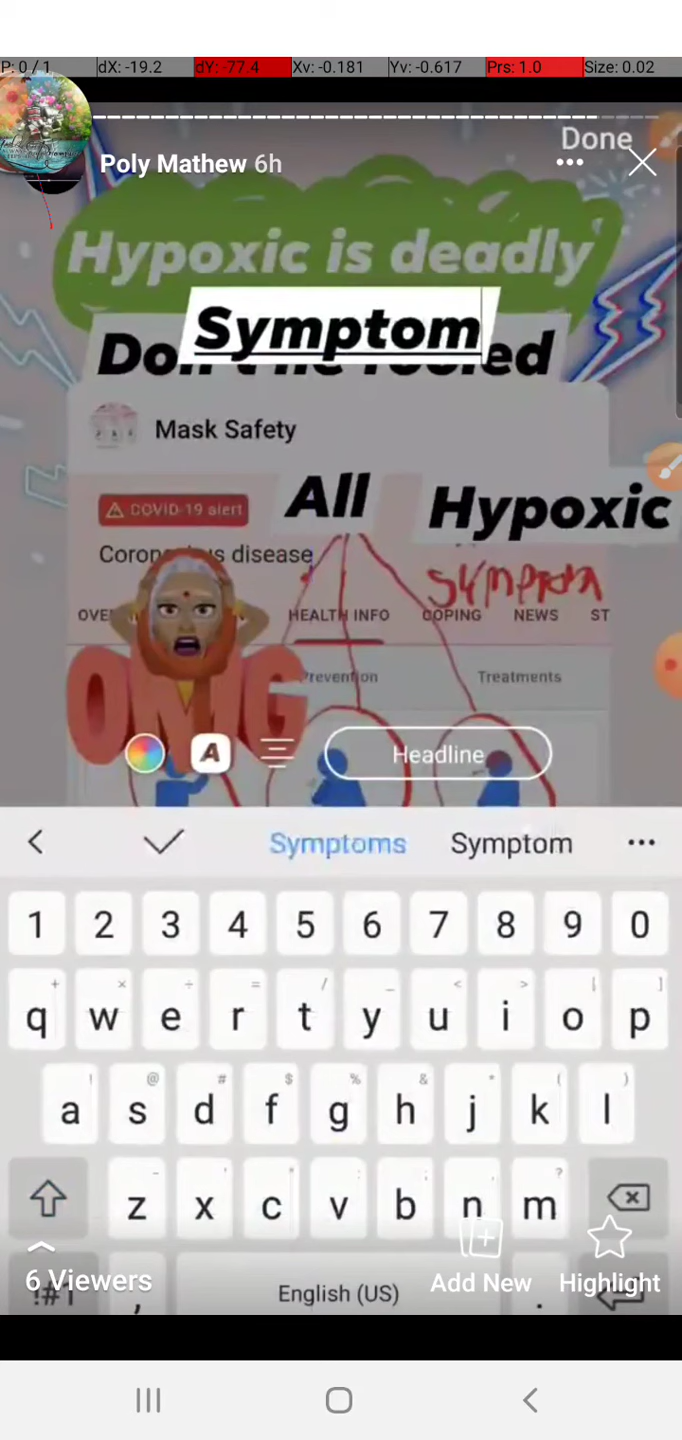 P: 0 / 1 dX: -19.2 dY: -77.4 Xv: -0.181 Yv: -0.617 Prs: 1.0 Size: 0.02
Done
Poly Mathew 6h
Hypoxic is deadly
Symptom
Mask Safety
All Hypoxic
COVID-19 alert
disease
SYMPTOM
HEALTH INFO COPING NEWS ST
Prevention Treatments
OMG
A Headline
Symptoms Symptom
1 2 3 4 5 6 7 8 9 0
q w e r t y u i o p
a s d f g h j k l
z x c v b n m
6 Viewers Add New Highlight
!#1 , English (US) .